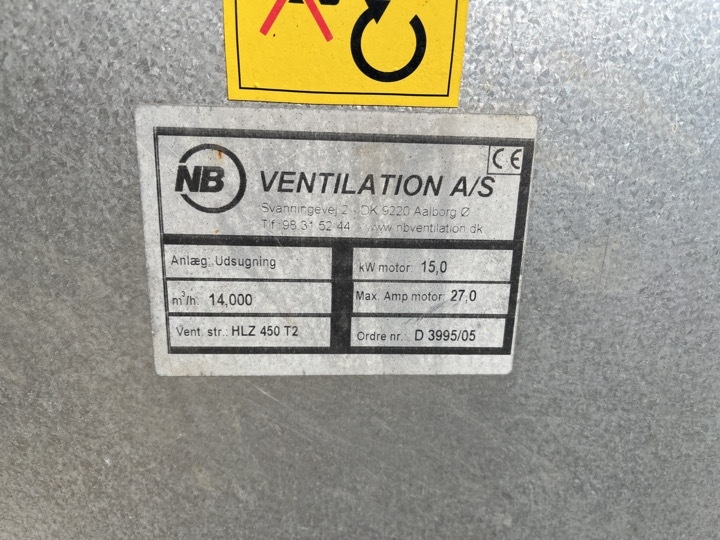 NB VENTILATION A/S CE
Svanningevej 2 - DK 9220 Aalborg Ø
Tlf.:98 31 52 44 www.nbventilation.dk
Anlæg: Udsugning
kW motor: 15,0
m³/h: 14,000
Max. Amp motor: 27,0
Vent. str.: HLZ 450 T2
Ordre nr.: D 3995/05